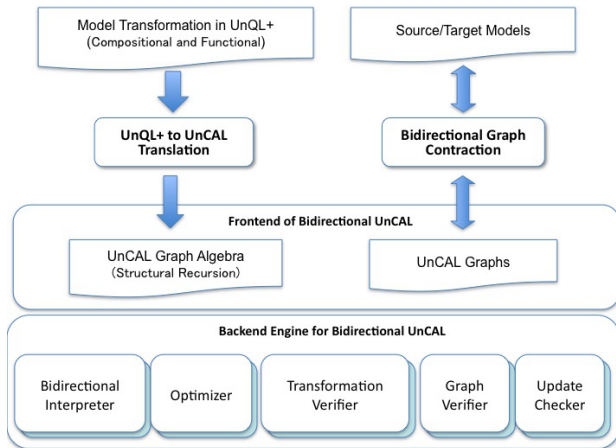 Model Transformation in UnQL+
(Compositional and Functional)
Source/Target Models
UnQL+ to UnCAL
Translation
Bidirectional Graph
Contraction
Frontend of Bidirectional UnCAL
UnCAL Graph Algebra
(Structural Recursion)
UnCAL Graphs
Backend Engine for Bidirectional UnCAL
Bidirectional
Interpreter
Optimizer
Transformation
Verifier
Graph
Verifier
Update
Checker